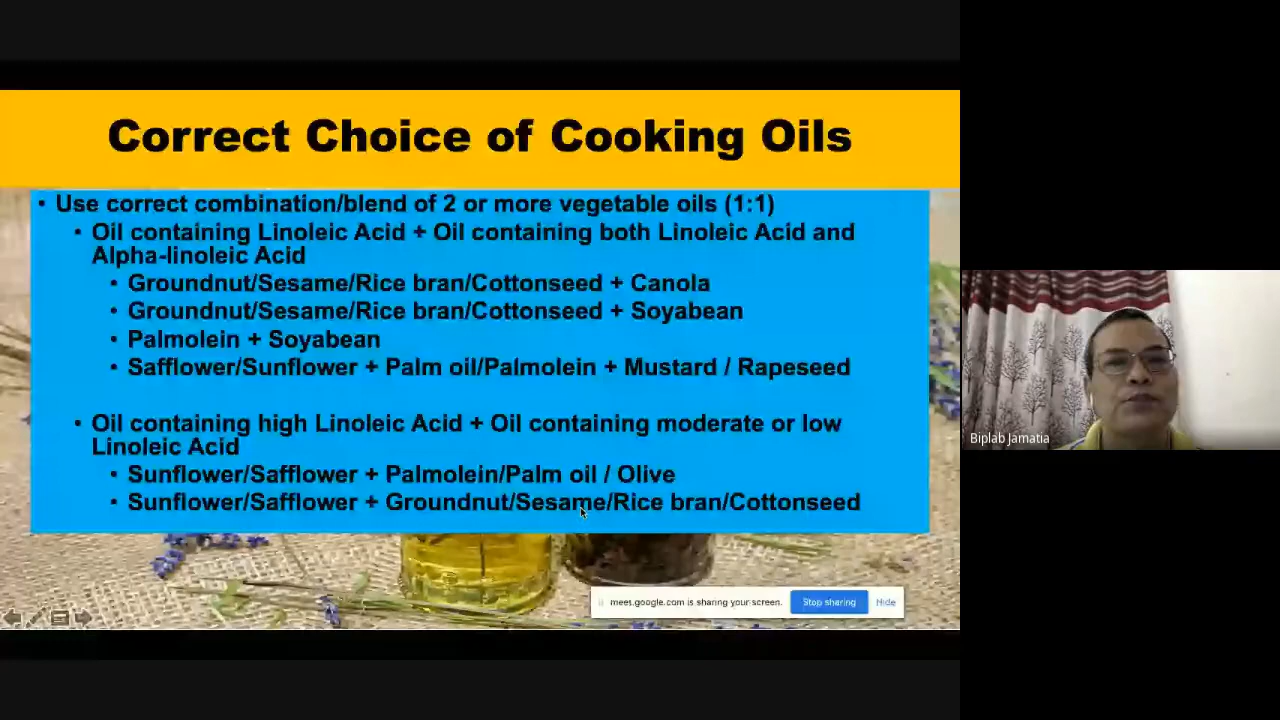 Correct Choice of Cooking Oils
• Use correct combination/blend of 2 or more vegetable oils (1:1)
• Oil containing Linoleic Acid + Oil containing both Linoleic Acid and
Alpha-linoleic Acid
• Groundnut/Sesame/Rice bran/Cottonseed + Canola
• Groundnut/Sesame/Rice bran/Cottonseed + Soyabean
• Palmolein + Soyabean
• Safflower/Sunflower + Palm oil/Palmolein + Mustard / Rapeseed
• Oil containing high Linoleic Acid + Oil containing moderate or low
Linoleic Acid
• Sunflower/Safflower + Palmolein/Palm oil / Olive
• Sunflower/Safflower + Groundnut/Sesame/Rice bran/Cottonseed
meet.google.com is sharing your screen. Stop sharing Hide
Biplab Jamatia